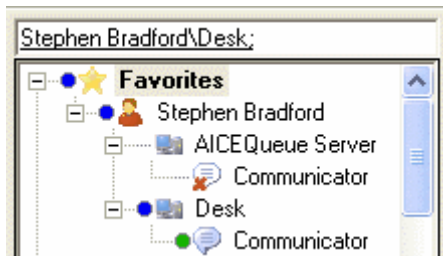 Stephen Bradford\Desk;
Favorites
Stephen Bradford
AICEQueue Server
Communicator
Desk
Communicator